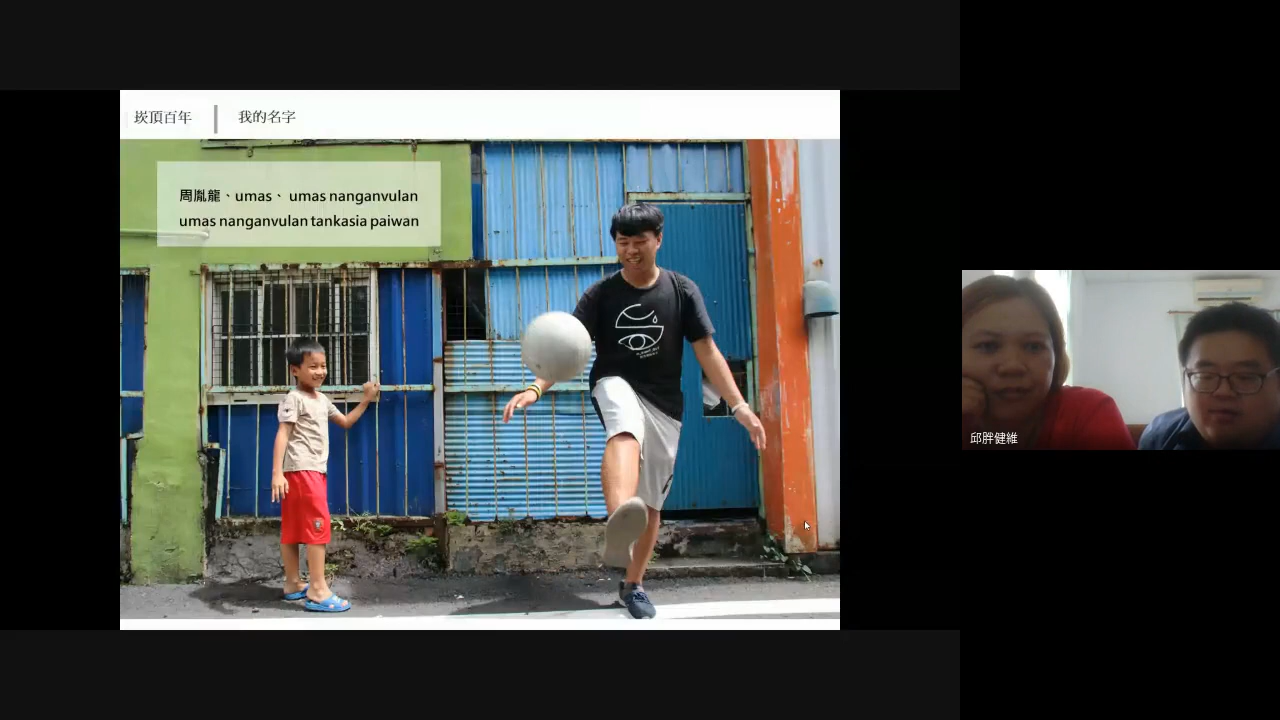 崁頂百年
我的名字
周胤龍、umas、 umas nanganvulan
umas nanganvulan tankasia paiwan
邱胖健維